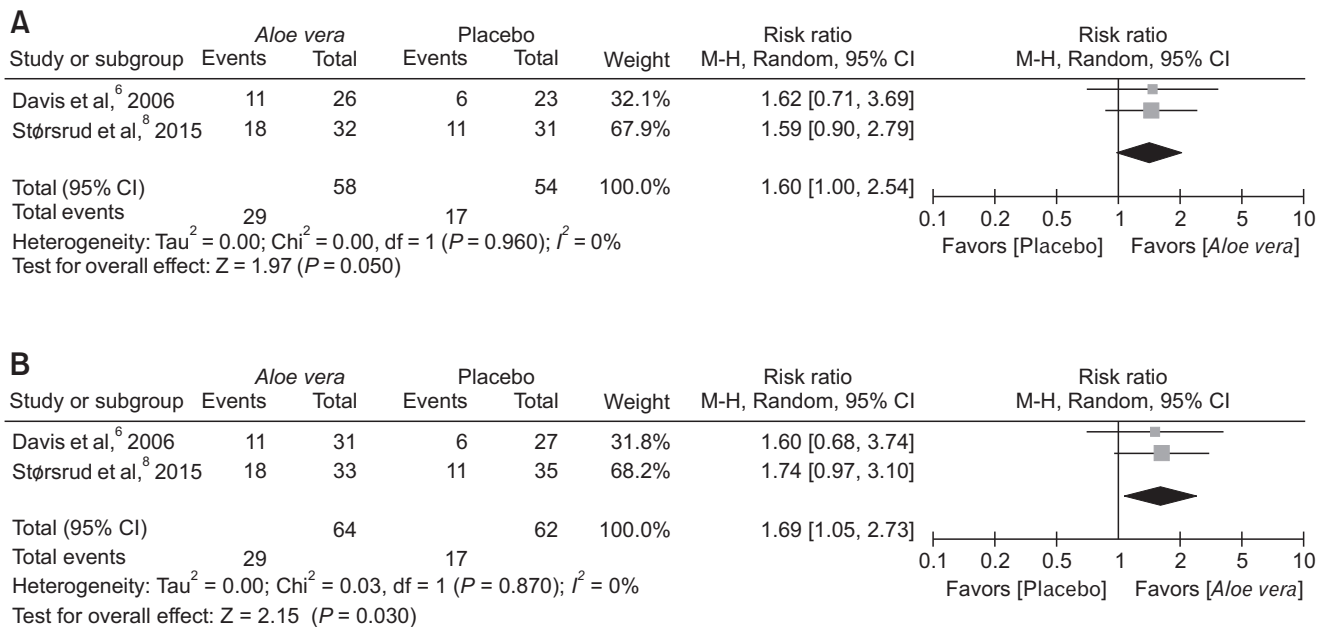 A
Aloe vera Placebo Risk ratio Risk ratio
Study or subgroup Events Total Events Total Weight M-H, Random, 95% CI M-H, Random, 95% CI
Davis et al,⁶ 2006 11 26 6 23 32.1% 1.62 [0.71, 3.69]
Størsrud et al,⁸ 2015 18 32 11 31 67.9% 1.59 [0.90, 2.79]
Total (95% CI) 58 54 100.0% 1.60 [1.00, 2.54]
Total events 29 17
0.1 0.2 0.5 1 2 5 10
Heterogeneity: Tau² = 0.00; Chi² = 0.00, df = 1 (P = 0.960); I² = 0%
Favors [Placebo] Favors [Aloe vera]
Test for overall effect: Z = 1.97 (P = 0.050)
B
Aloe vera Placebo Risk ratio Risk ratio
Study or subgroup Events Total Events Total Weight M-H, Random, 95% CI M-H, Random, 95% CI
Davis et al,⁶ 2006 11 31 6 27 31.8% 1.60 [0.68, 3.74]
Størsrud et al,⁸ 2015 18 33 11 35 68.2% 1.74 [0.97, 3.10]
Total (95% CI) 64 62 100.0% 1.69 [1.05, 2.73]
Total events 29 17
0.1 0.2 0.5 1 2 5 10
Heterogeneity: Tau² = 0.00; Chi² = 0.03, df = 1 (P = 0.870); I² = 0%
Favors [Placebo] Favors [Aloe vera]
Test for overall effect: Z = 2.15 (P = 0.030)